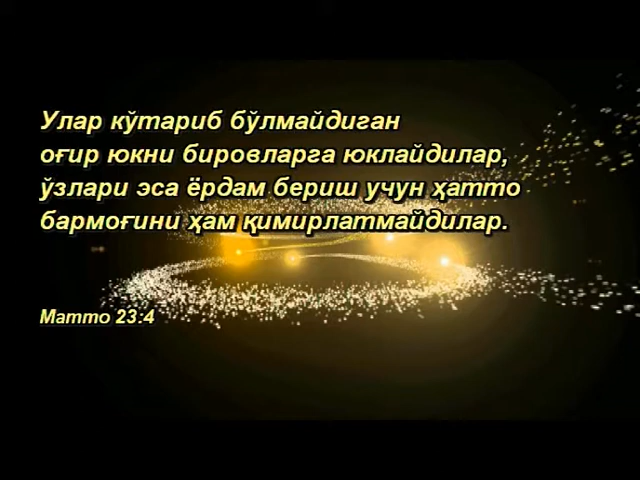 Улар кўтариб бўлмайдиган
оғир юкни бировларга юклайдилар,
ўзлари эса ёрдам бериш учун ҳатто
бармоғини ҳам қимирлатмайдилар.
Матто 23:4